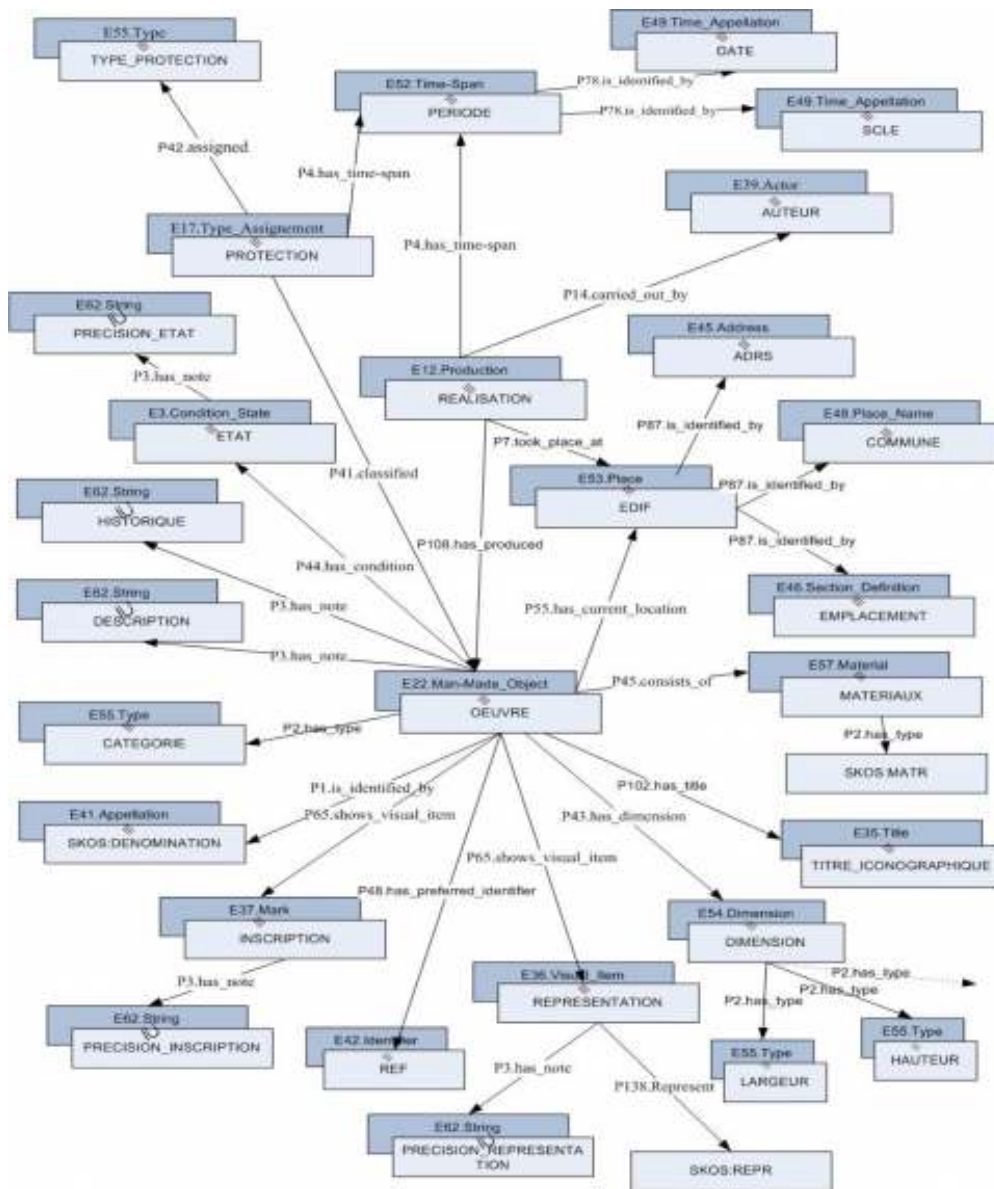 E55.Type
TYPE_PROTECTION
E49.Time_Appellation
DATE
E52.Time-Span
PERIODE
P78.is_identified_by
P78.is_identified_by
E49.Time_Appellation
SCLE
P42.assigned
P4.has_time-span
E39.Actor
AUTEUR
E17.Type_Assignement
PROTECTION
P4.has_time-span
P14.carried_out_by
E62.String
PRECISION_ETAT
E45.Address
ADRS
P3.has_note
E12.Production
REALISATION
E3.Condition_State
ETAT
P87.is_identified_by
E48.Place_Name
COMMUNE
P7.took_place_at
P41.classified
E53.Place
EDIF
P87.is_identified_by
E62.String
HISTORIQUE
P108.has_produced
P87.is_identified_by
P44.has_condition
E46.Section_Definition
EMPLACEMENT
E62.String
DESCRIPTION
P3.has_note
P55.has_current_location
P3.has_note
E22.Man-Made_Object
OEUVRE
P45.consists_of
E57.Material
MATERIAUX
E55.Type
CATEGORIE
P2.has_type
P2.has_type
SKOS:MATR
P1.is_identified_by
P102.has_title
E41.Appellation
SKOS:DENOMINATION
P65.shows_visual_item
P43.has_dimension
E35.Title
TITRE_ICONOGRAPHIQUE
P65.shows_visual_item
P48.has_preferred_identifier
E37.Mark
INSCRIPTION
E54.Dimension
DIMENSION
P3.has_note
E36.Visual_Item
REPRESENTATION
P2.has_type
P2.has_type
P2.has_type
E62.String
PRECISION_INSCRIPTION
E42.Identifier
REF
E55.Type
HAUTEUR
P3.has_note
E55.Type
LARGEUR
P138.Represent
E62.String
PRECISION_REPRESENTA
TION
SKOS:REPR